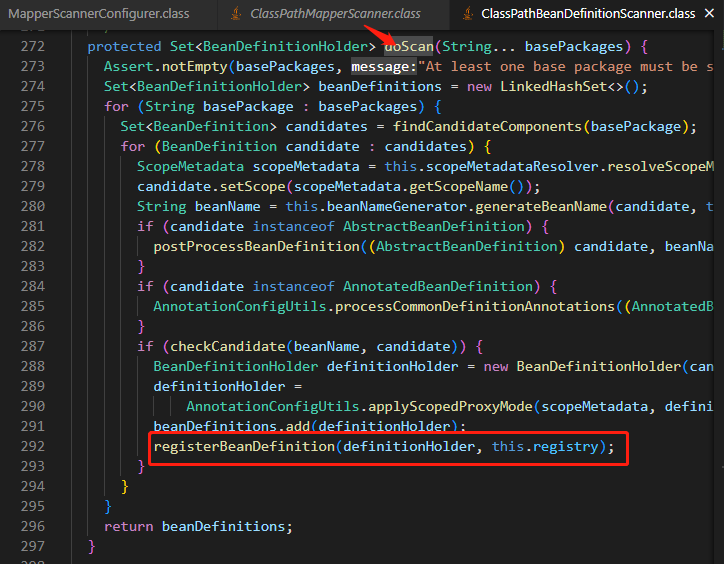 MapperScannerConfigurer.class ClassPathMapperScanner.class ClassPathBeanDefinitionScanner.class
272 protected Set<BeanDefinitionHolder> doScan(String... basePackages) {
273 Assert.notEmpty(basePackages, message:"At least one base package must be s
274 Set<BeanDefinitionHolder> beanDefinitions = new LinkedHashSet<>();
275 for (String basePackage : basePackages) {
276 Set<BeanDefinition> candidates = findCandidateComponents(basePackage);
277 for (BeanDefinition candidate : candidates) {
278 ScopeMetadata scopeMetadata = this.scopeMetadataResolver.resolveScopeM
279 candidate.setScope(scopeMetadata.getScopeName());
280 String beanName = this.beanNameGenerator.generateBeanName(candidate, t
281 if (candidate instanceof AbstractBeanDefinition) {
282 postProcessBeanDefinition((AbstractBeanDefinition) candidate, beanNa
283 }
284 if (candidate instanceof AnnotatedBeanDefinition) {
285 AnnotationConfigUtils.processCommonDefinitionAnnotations((AnnotatedB
286 }
287 if (checkCandidate(beanName, candidate)) {
288 BeanDefinitionHolder definitionHolder = new BeanDefinitionHolder(can
289 definitionHolder =
290 AnnotationConfigUtils.applyScopedProxyMode(scopeMetadata, defini
291 beanDefinitions.add(definitionHolder);
292 registerBeanDefinition(definitionHolder, this.registry);
293 }
294 }
295 }
296 return beanDefinitions;
297 }